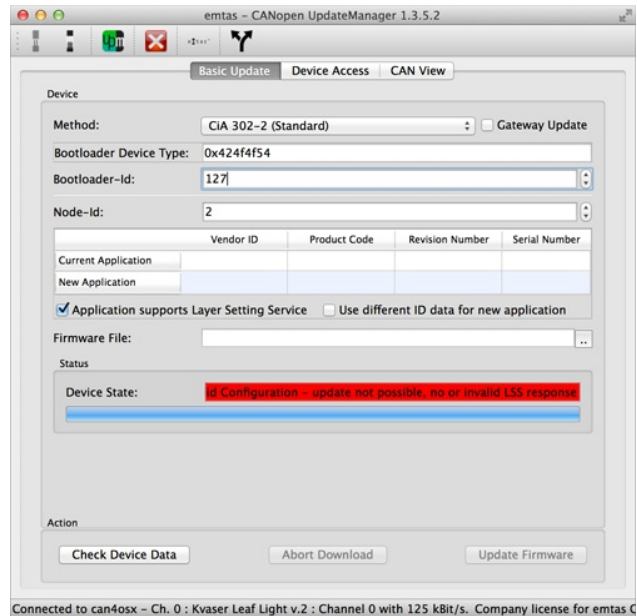 emtas - CANopen UpdateManager 1.3.5.2
Basic Update Device Access CAN View
Device
Method: CiA 302-2 (Standard) Gateway Update
Bootloader Device Type: 0x424f4f54
Bootloader-Id: 127
Node-Id: 2
Vendor ID Product Code Revision Number Serial Number
Current Application
New Application
Application supports Layer Setting Service Use different ID data for new application
Firmware File: ..
Status
Device State: id Configuration - update not possible, no or invalid LSS response
Action
Check Device Data Abort Download Update Firmware
Connected to can4osx - Ch. 0 : Kvaser Leaf Light v.2 : Channel 0 with 125 kBit/s. Company license for emtas